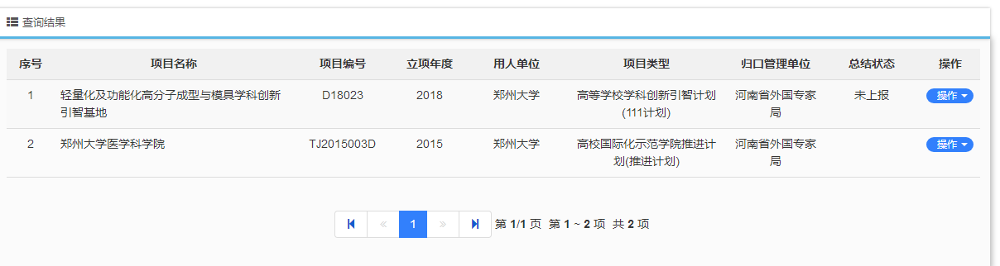 查询结果
序号 项目名称 项目编号 立项年度 用人单位 项目类型 归口管理单位 总结状态 操作
1 轻量化及功能化高分子成型与模具学科创新 D18023 2018 郑州大学 高等学校学科创新引智计划 河南省外国专家 未上报 操作
引智基地 (111计划) 局
2 郑州大学医学科学院 TJ2015003D 2015 郑州大学 高校国际化示范学院推进计 河南省外国专家 操作
划(推进计划) 局
« 1 » 第 1/1 页 第 1 ~ 2 项 共 2 项